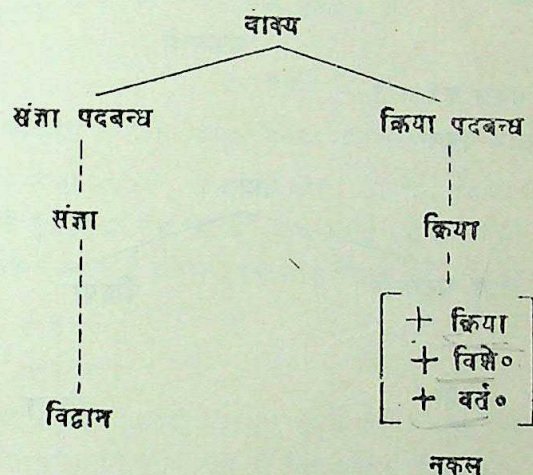 वाक्य
संज्ञा पदबन्ध क्रिया पदबन्ध
संज्ञा क्रिया
+ क्रिया
+ विशे०
+ वर्त०
विद्वान
नकल